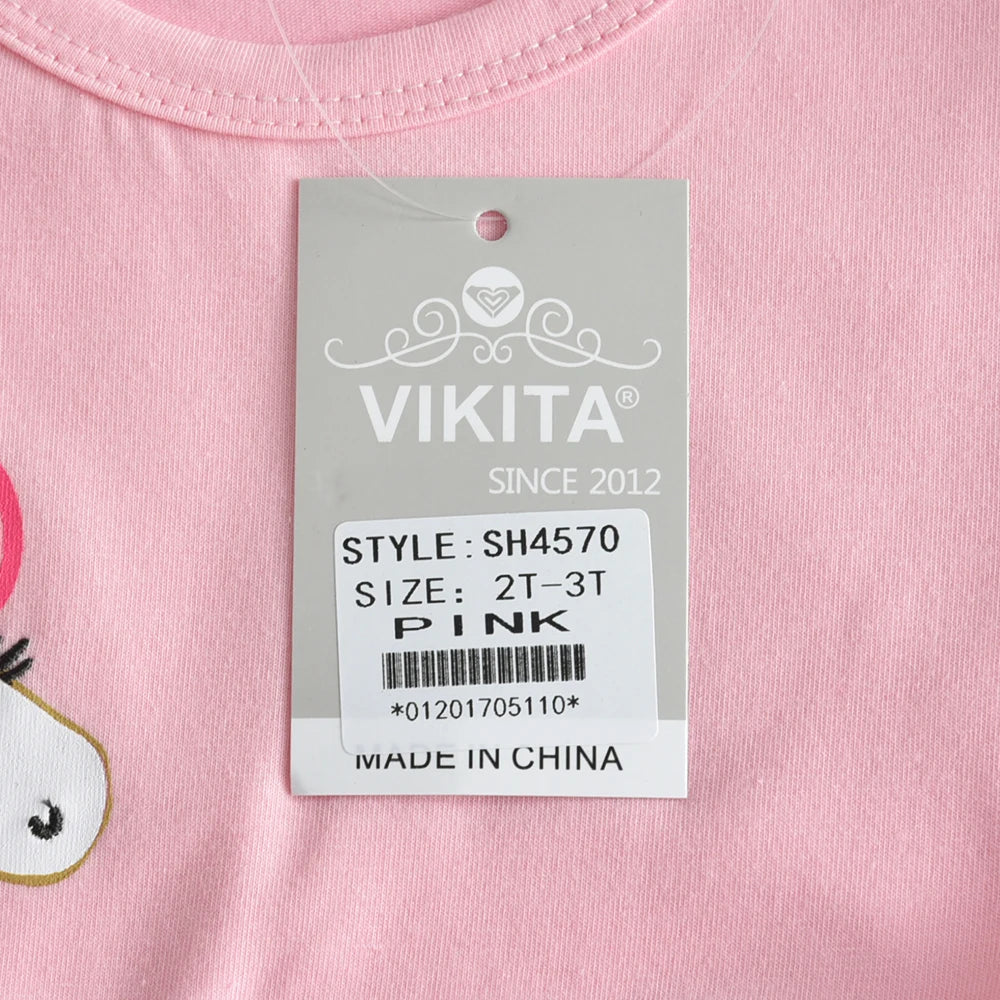 VIKITA®
SINCE 2012
STYLE: SH4570
SIZE: 2T-3T
PINK
*01201705110*
MADE IN CHINA